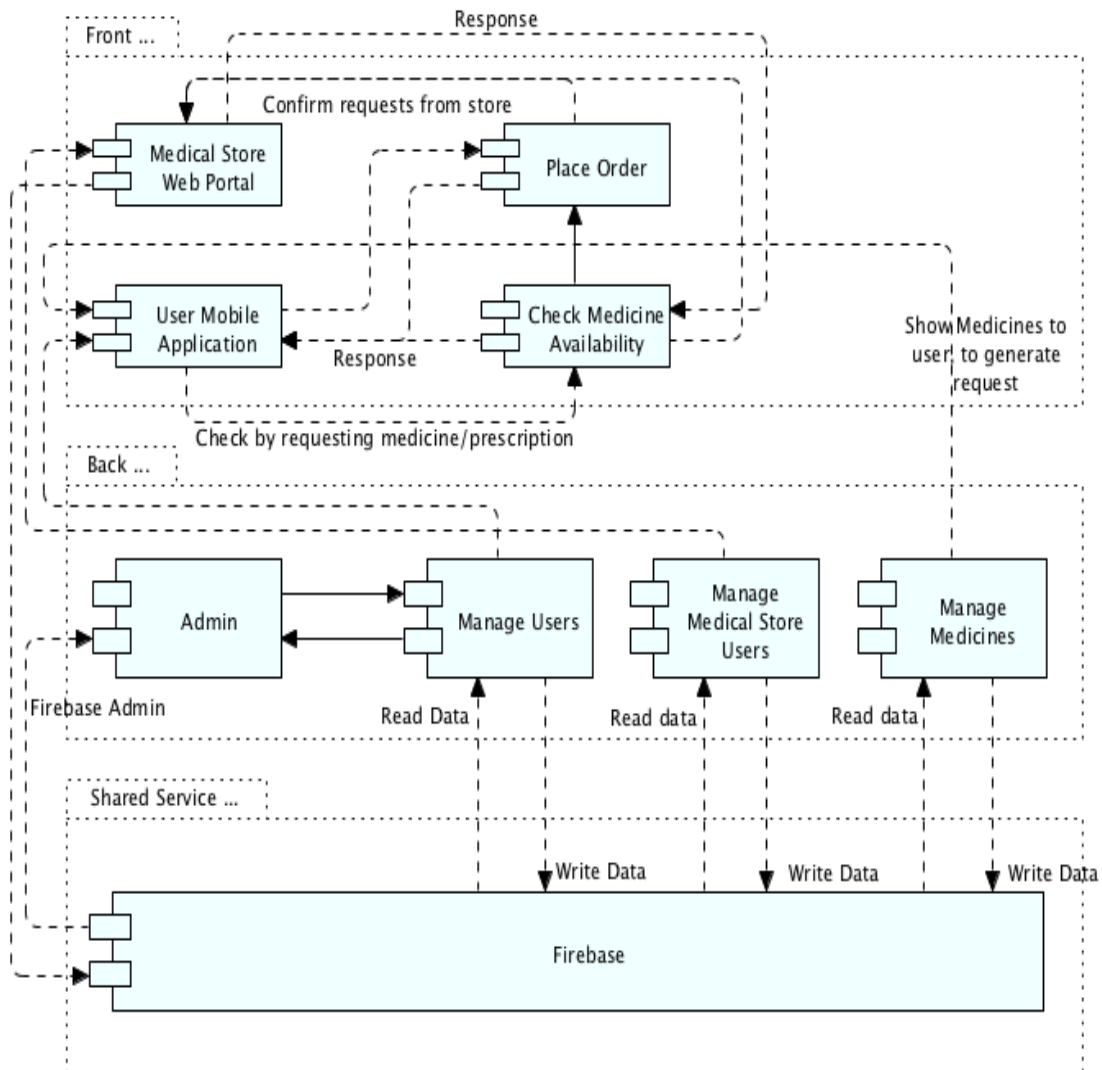 Response
Front ...
Confirm requests from store
Medical Store
Web Portal
Place Order
User Mobile
Application
Check Medicine
Availability
Response
Show Medicines to
user, to generate
request
Check by requesting medicine/prescription
Back ...
Admin
Manage Users
Manage
Medical Store
Users
Manage
Medicines
Firebase Admin
Read Data
Read data
Read data
Shared Service ...
Write Data
Write Data
Write Data
Firebase